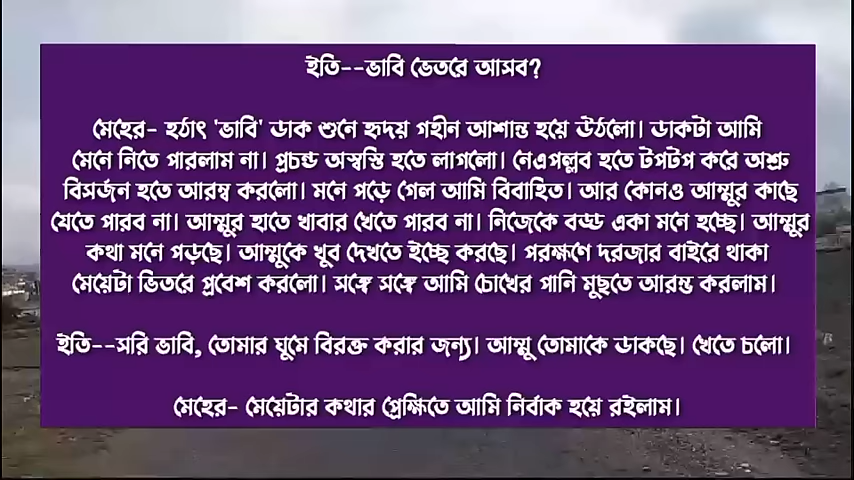 ইতি--ভাবি ভেতরে আসব?
মেহের- হঠাৎ 'ভাবি' ডাক শুনে হৃদয় গহীন আশান্ত হয়ে উঠলো। ডাকটা আমি
মেনে নিতে পারলাম না। প্রচন্ড অস্বস্তি হতে লাগলো। নেএপল্লব হতে টপটপ করে অশ্রু
বিসর্জন হতে আরম্ব করলো। মনে পড়ে গেল আমি বিবাহিত। আর কোনও আম্মুর কাছে
যেতে পারব না। আম্মুর হাতে খাবার খেতে পারব না। নিজেকে বড্ড একা মনে হচ্ছে। আম্মুর
কথা মনে পড়ছে। আম্মুকে খুব দেখতে ইচ্ছে করছে। পরক্ষণে দরজার বাইরে থাকা
মেয়েটা ভিতরে প্রবেশ করলো। সঙ্গে সঙ্গে আমি চোখের পানি মুছতে আরম্ভ করলাম।
ইতি--সরি ভাবি, তোমার ঘুমে বিরক্ত করার জন্য। আম্মু তোমাকে ডাকছে। খেতে চলো।
মেহের- মেয়েটার কথার প্রেক্ষিতে আমি নির্বাক হয়ে রইলাম।